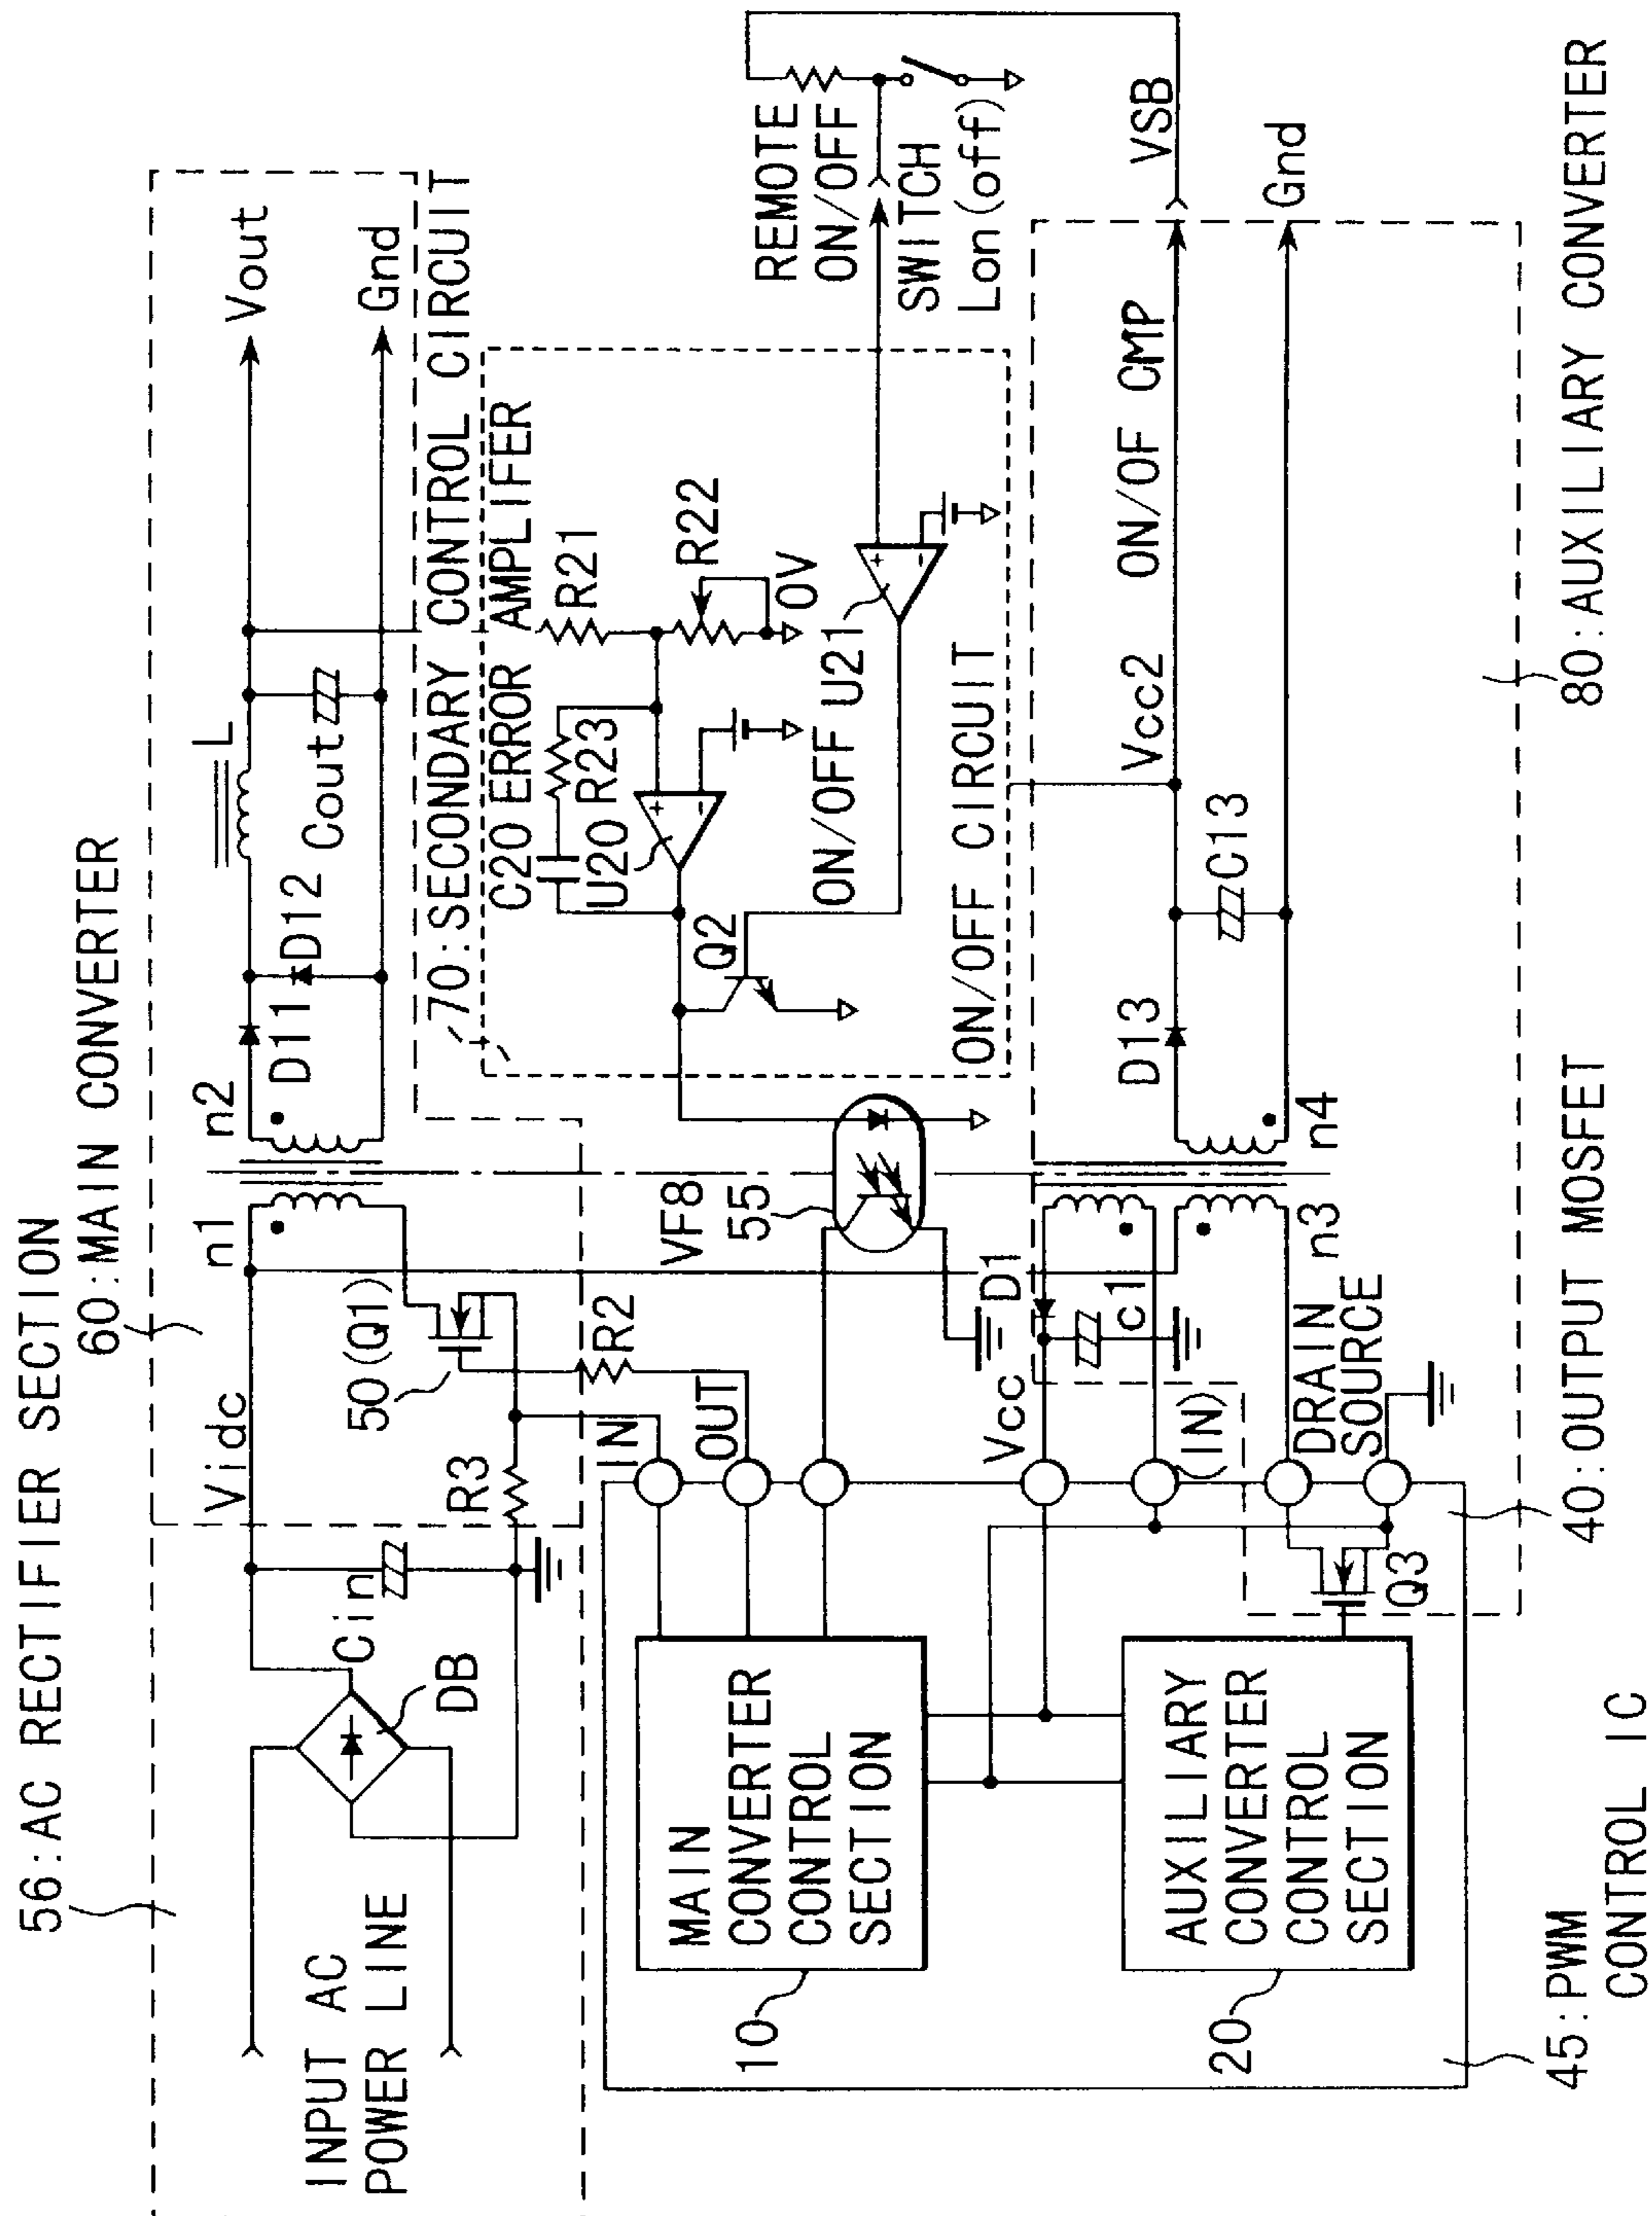 56:AC RECTIFIER SECTION
60:MAIN CONVERTER
INPUT AC
POWER LINE
DB
Cin
Vidc
R3
50(Q1)
R2
n1
n2
D11
D12
L
Cout
Vout
Gnd
70:SECONDARY CONTROL CIRCUIT
C20
ERROR AMPLIFER
U20
R23
R21
R22
0V
Q2
ON/OFF
U21
ON/OFF CIRCUIT
REMOTE
ON/OFF
SWITCH
Lon(off)
VSB
Gnd
IN
OUT
VF8
55
D1
c1
Vcc
(IN)
DRAIN
SOURCE
n3
n4
D13
C13
Vcc2
ON/OF CMP
MAIN
CONVERTER
CONTROL
SECTION
10
AUXILIARY
CONVERTER
CONTROL
SECTION
20
Q3
45:PWM
CONTROL IC
40:OUTPUT MOSFET
80:AUXILIARY CONVERTER
+
-
+
-